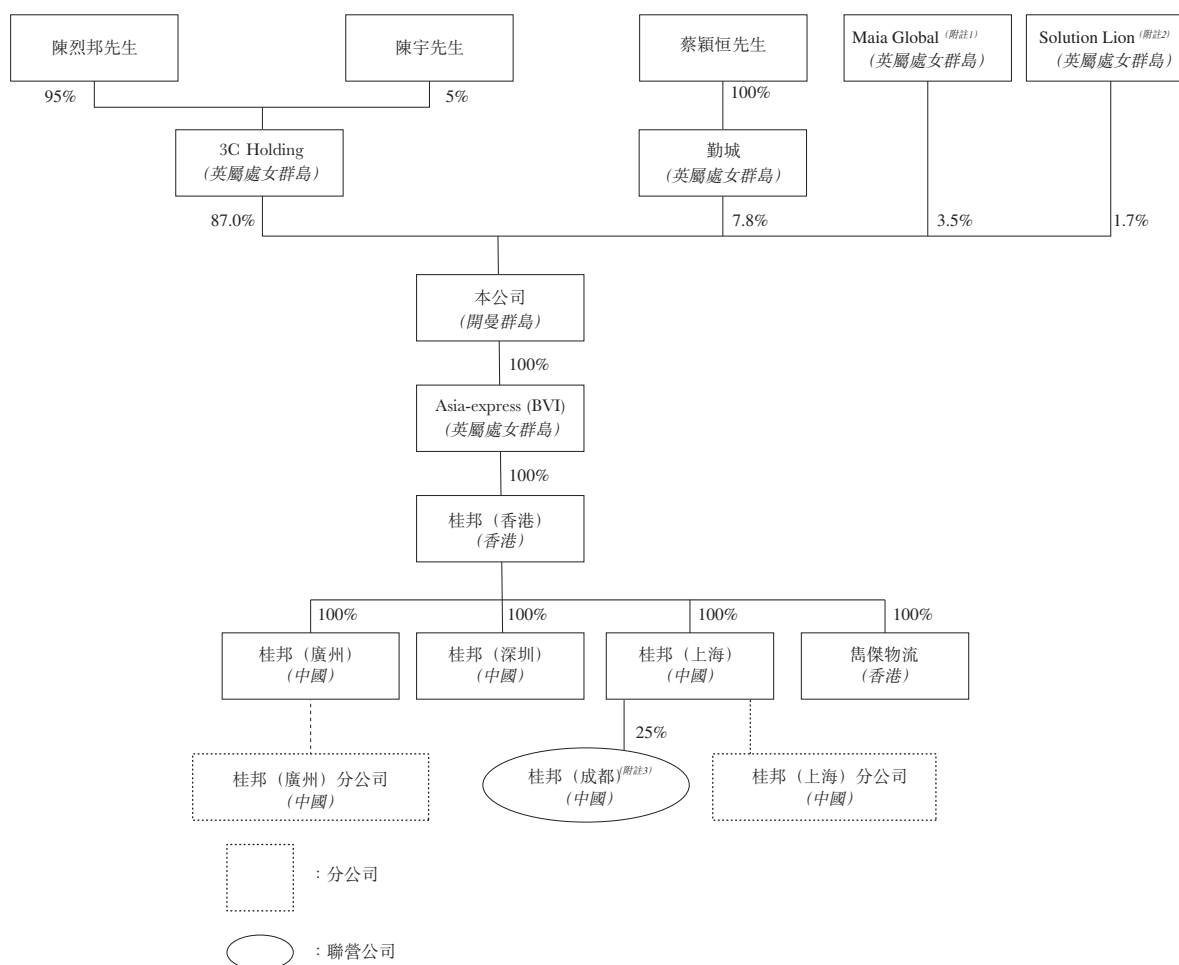 陳烈邦先生
陳宇先生
蔡穎恒先生
Maia Global (附註1)
(英屬處女群島)
Solution Lion (附註2)
(英屬處女群島)
95%
5%
100%
3C Holding
(英屬處女群島)
勤城
(英屬處女群島)
87.0%
7.8%
3.5%
1.7%
本公司
(開曼群島)
100%
Asia-express (BVI)
(英屬處女群島)
100%
桂邦（香港）
(香港)
100%
100%
100%
100%
桂邦（廣州）
(中國)
桂邦（深圳）
(中國)
桂邦（上海）
(中國)
雋傑物流
(香港)
25%
桂邦（廣州）分公司
(中國)
桂邦（成都）(附註3)
(中國)
桂邦（上海）分公司
(中國)
：分公司
：聯營公司